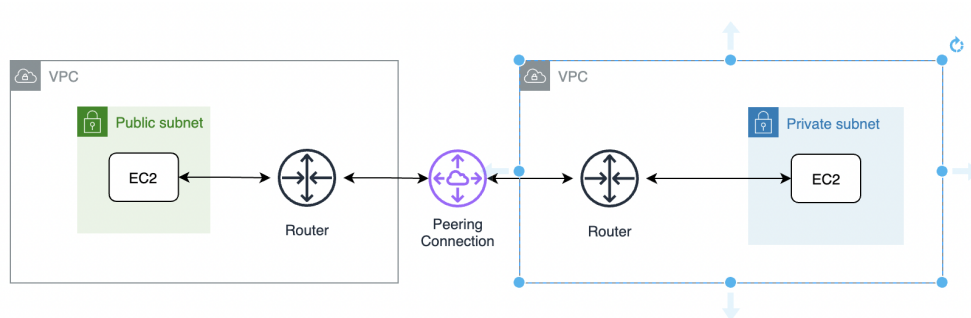 VPC
Public subnet
EC2
Router
Peering
Connection
VPC
Private subnet
EC2
Router